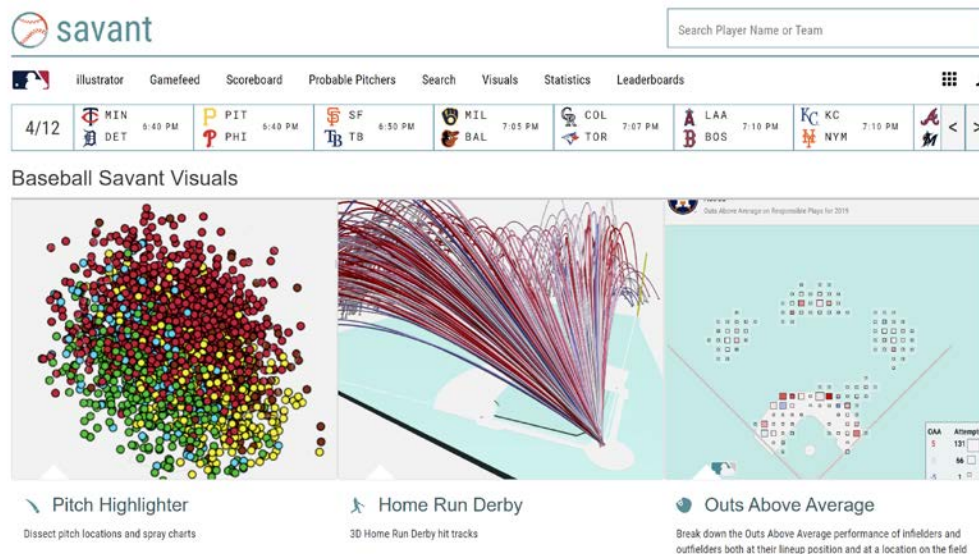 savant
Search Player Name or Team
illustrator Gamefeed Scoreboard Probable Pitchers Search Visuals Statistics Leaderboards
4/12
MIN
DET
6:40 PM
PIT
PHI
6:40 PM
SF
TB
6:50 PM
MIL
BAL
7:05 PM
COL
TOR
7:07 PM
LAA
BOS
7:10 PM
KC
NYM
7:10 PM
< >
Baseball Savant Visuals
Outs Above Average on Responsible Plays for 2019
OAA Attempt
5 131
66
-5 1
Pitch Highlighter
Dissect pitch locations and spray charts
Home Run Derby
3D Home Run Derby hit tracks
Outs Above Average
Break down the Outs Above Average performance of infielders and
outfielders both at their lineup position and at a location on the field